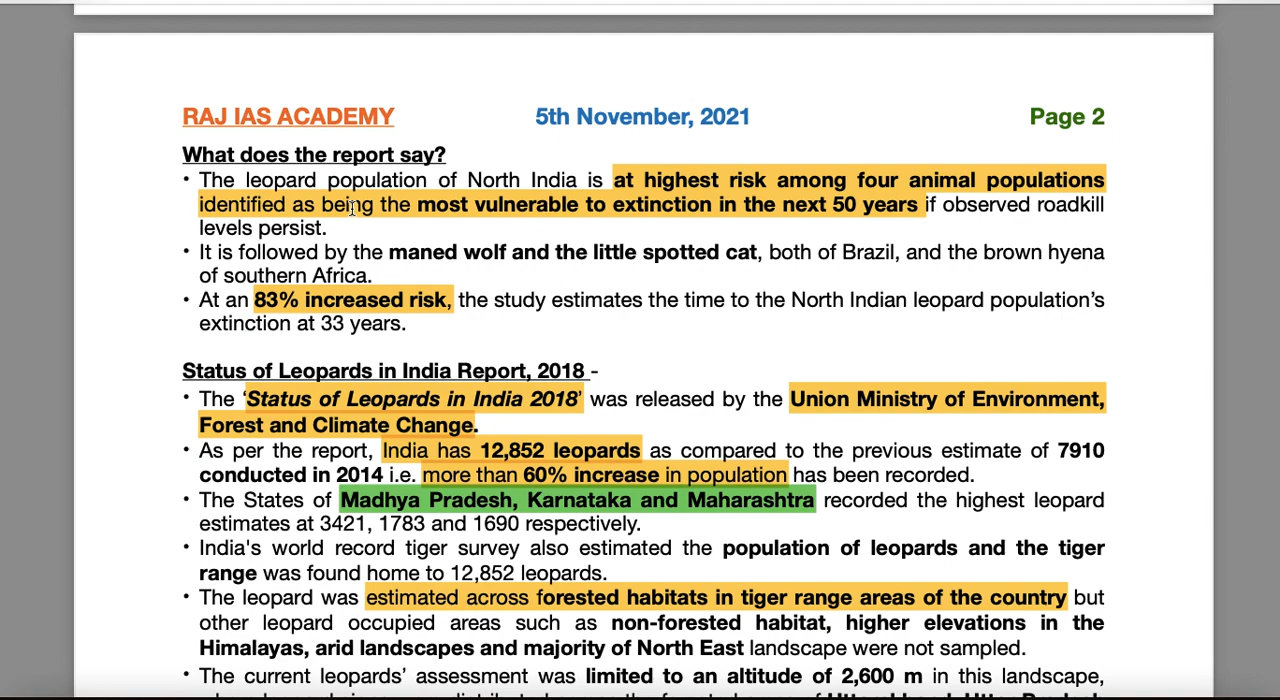 RAJ IAS ACADEMY 5th November, 2021 Page 2
What does the report say?
• The leopard population of North India is at highest risk among four animal populations
identified as being the most vulnerable to extinction in the next 50 years if observed roadkill
levels persist.
• It is followed by the maned wolf and the little spotted cat, both of Brazil, and the brown hyena
of southern Africa.
• At an 83% increased risk, the study estimates the time to the North Indian leopard population’s
extinction at 33 years.
Status of Leopards in India Report, 2018 -
• The ‘Status of Leopards in India 2018’ was released by the Union Ministry of Environment,
Forest and Climate Change.
• As per the report, India has 12,852 leopards as compared to the previous estimate of 7910
conducted in 2014 i.e. more than 60% increase in population has been recorded.
• The States of Madhya Pradesh, Karnataka and Maharashtra recorded the highest leopard
estimates at 3421, 1783 and 1690 respectively.
• India's world record tiger survey also estimated the population of leopards and the tiger
range was found home to 12,852 leopards.
• The leopard was estimated across forested habitats in tiger range areas of the country but
other leopard occupied areas such as non-forested habitat, higher elevations in the
Himalayas, arid landscapes and majority of North East landscape were not sampled.
• The current leopards’ assessment was limited to an altitude of 2,600 m in this landscape,